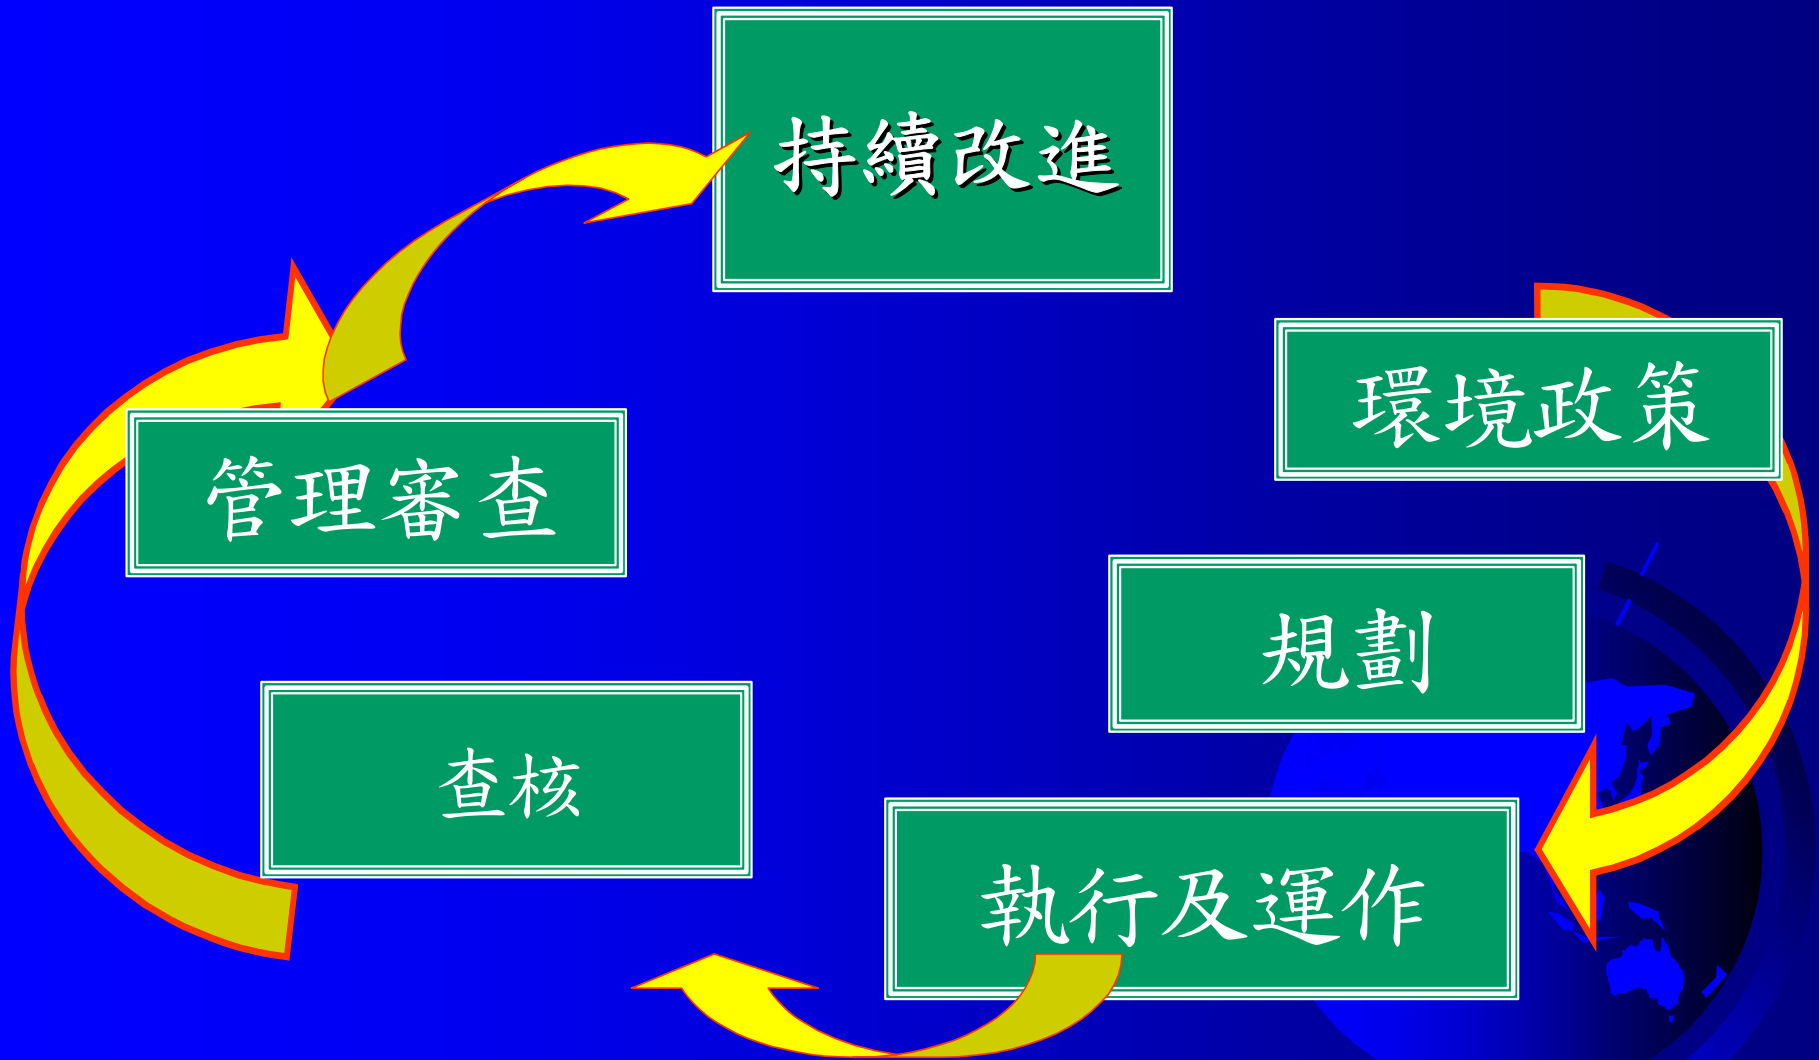 持續改進
環境政策
管理審查
規劃
查核
執行及運作